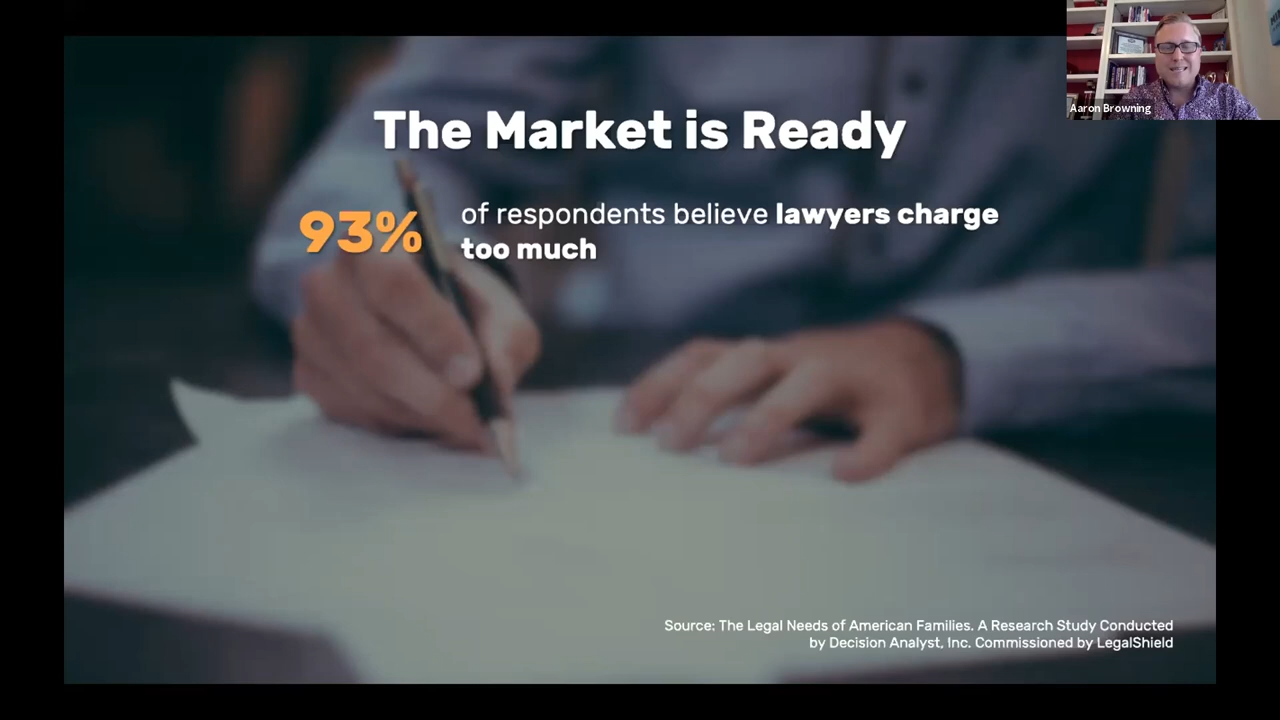 Aaron Browning
The Market is Ready
93%
of respondents believe lawyers charge
too much
Source: The Legal Needs of American Families. A Research Study Conducted
by Decision Analyst, Inc. Commissioned by LegalShield